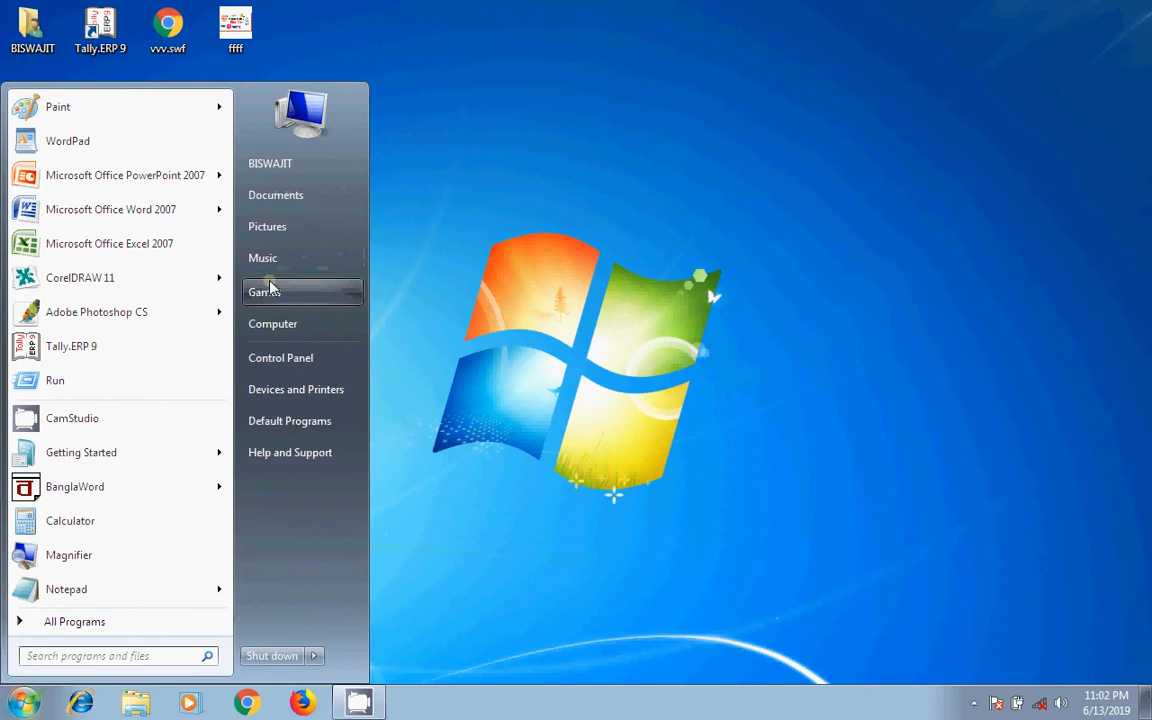 BISWAJIT
Tally.ERP 9
vvv.swf
ffff
Paint
WordPad
Microsoft Office PowerPoint 2007
Microsoft Office Word 2007
Microsoft Office Excel 2007
CorelDRAW 11
Adobe Photoshop CS
Tally.ERP 9
Run
CamStudio
Getting Started
BanglaWord
Calculator
Magnifier
Notepad
All Programs
Search programs and files
BISWAJIT
Documents
Pictures
Music
Games
Computer
Control Panel
Devices and Printers
Default Programs
Help and Support
Shut down
11:02 PM
6/13/2019